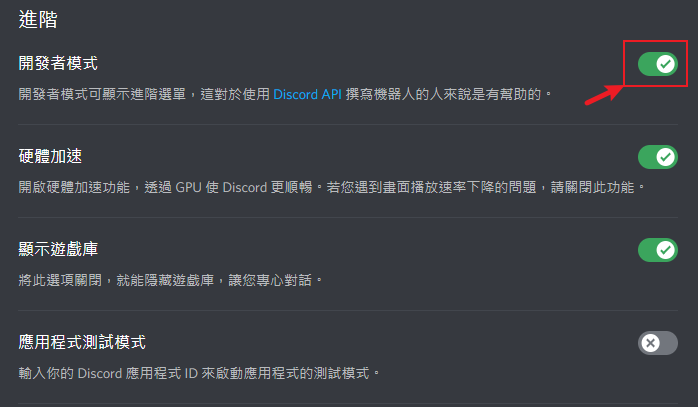 進階
開發者模式
開發者模式可顯示進階選單，這對於使用 Discord API 撰寫機器人的人來說是有幫助的。
硬體加速
開啟硬體加速功能，透過 GPU 使 Discord 更順暢。若您遇到畫面播放速率下降的問題，請關閉此功能。
顯示遊戲庫
將此選項關閉，就能隱藏遊戲庫，讓您專心對話。
應用程式測試模式
輸入你的 Discord 應用程式 ID 來啟動應用程式的測試模式。